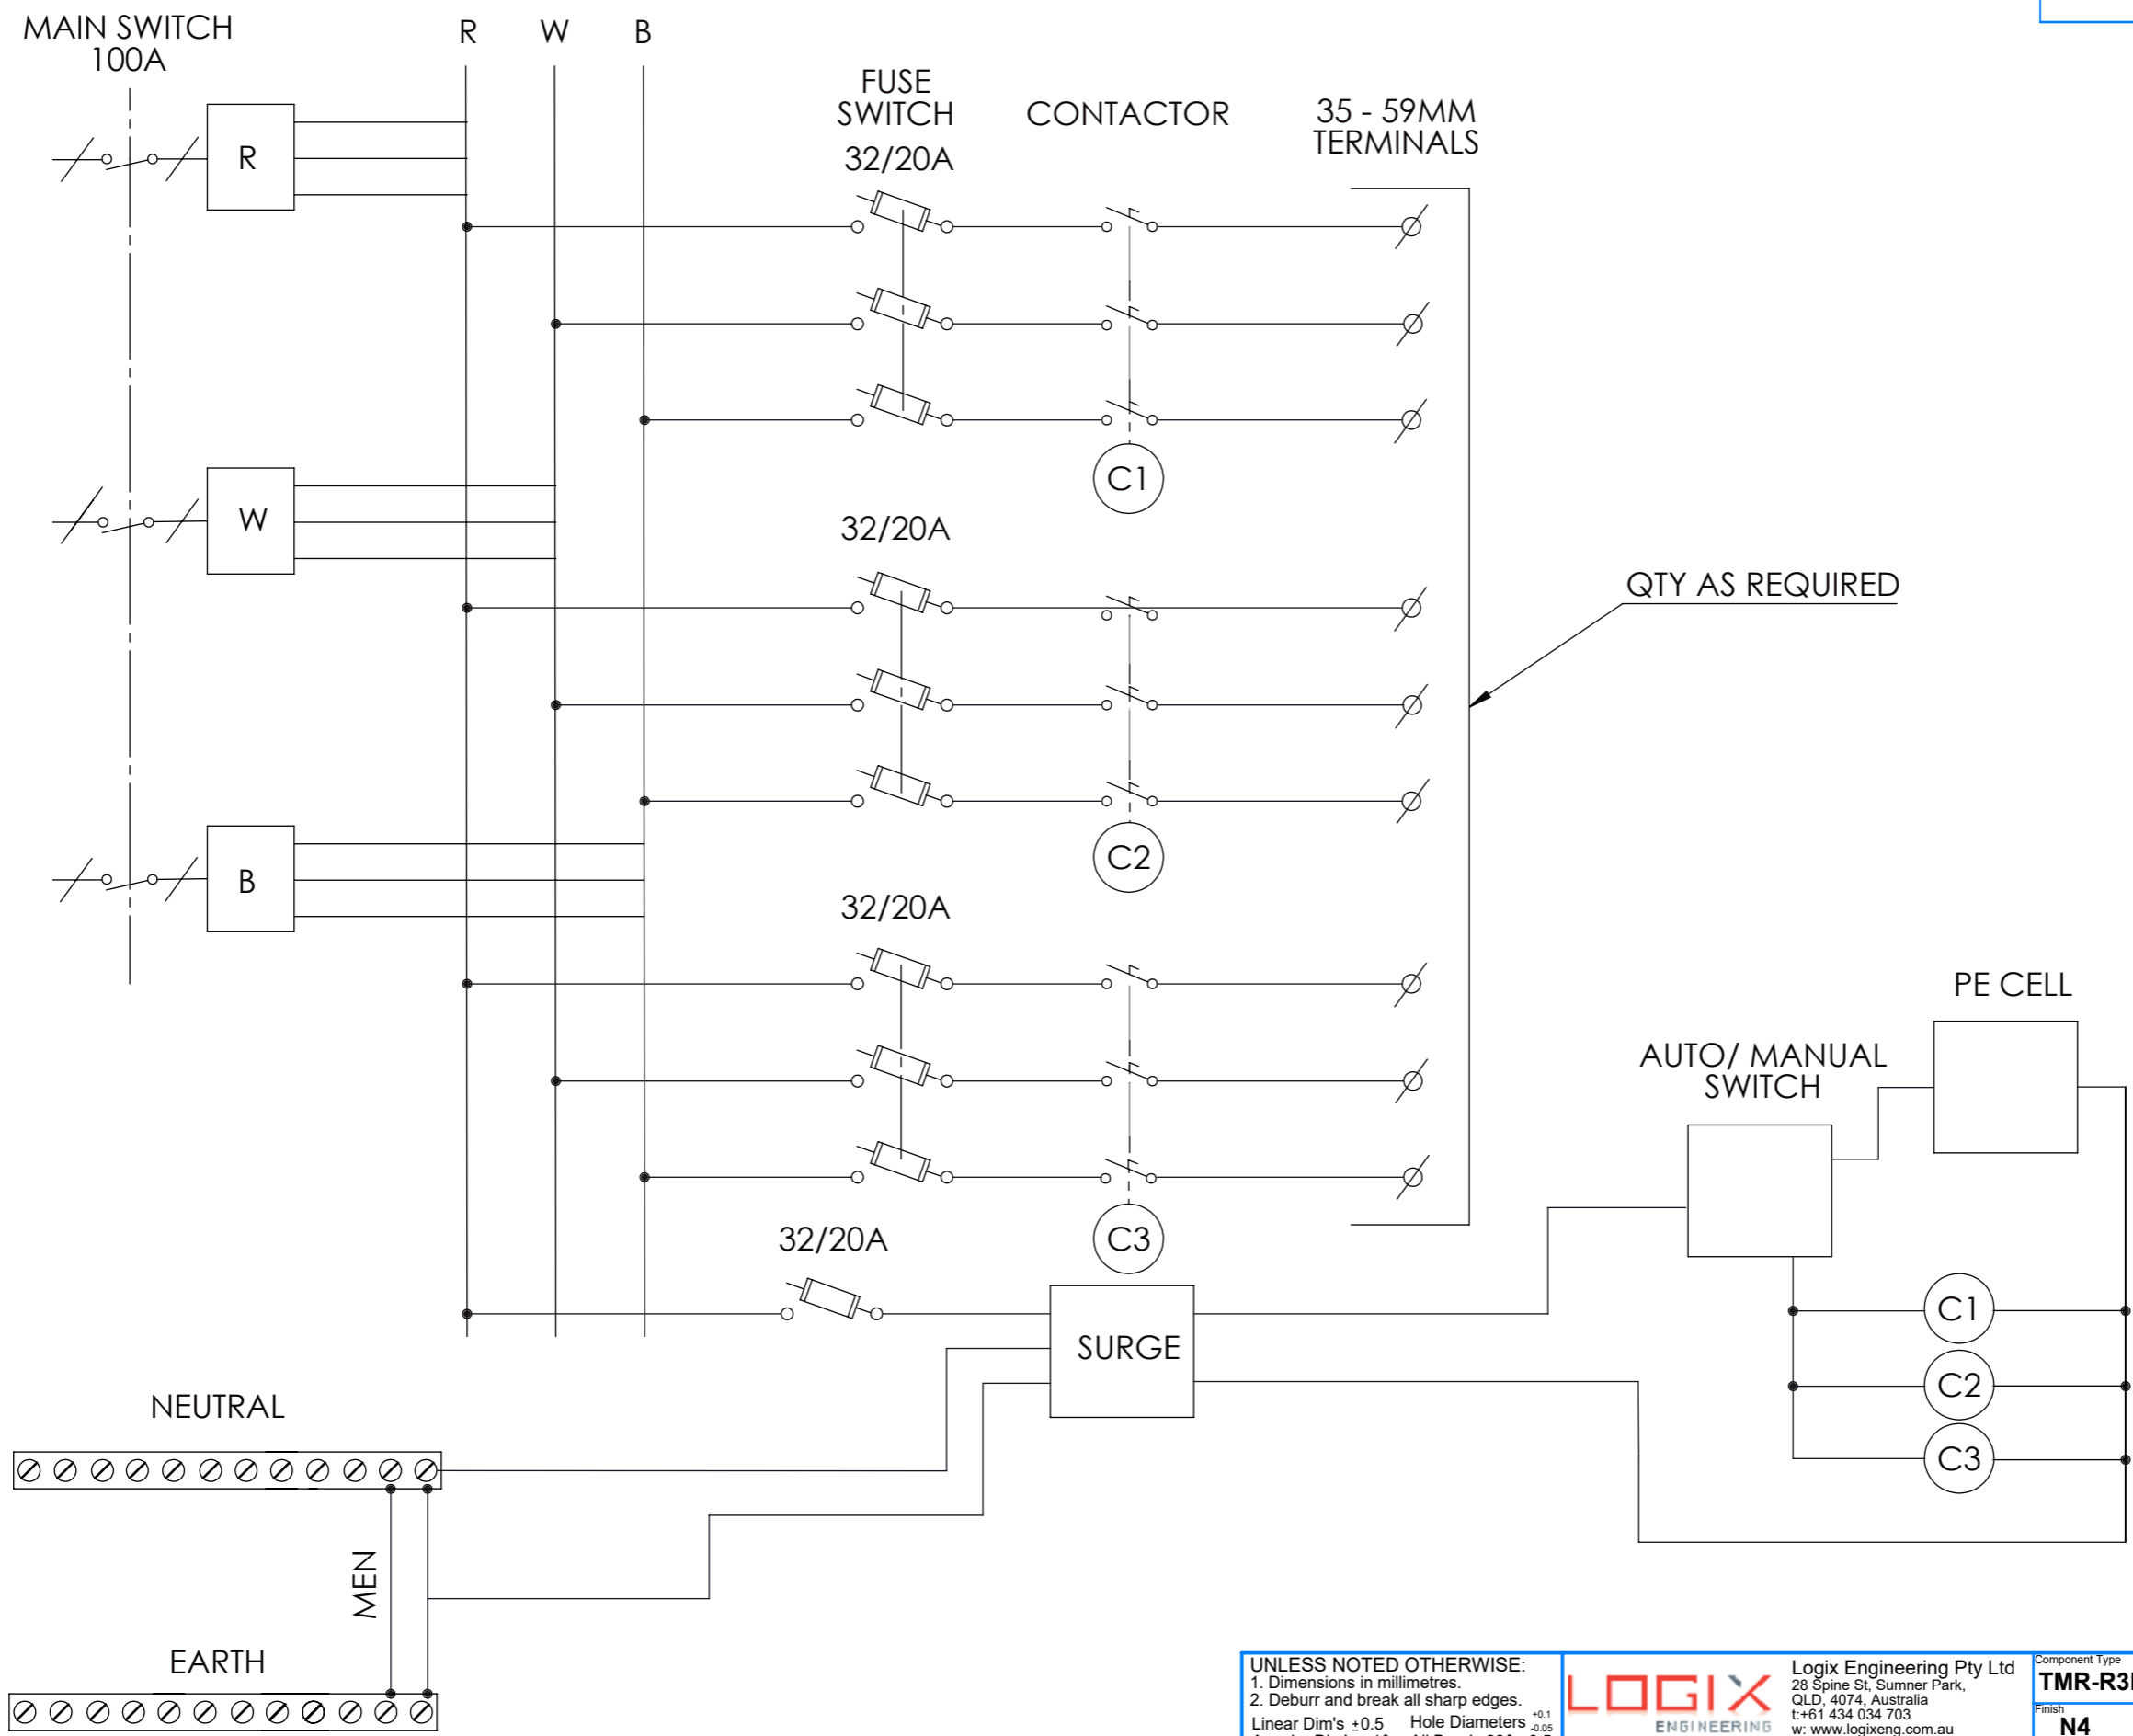 MAIN SWITCH
100A
R
W
B
FUSE
SWITCH
32/20A
CONTACTOR
35 - 59MM
TERMINALS
R
C1
W
32/20A
QTY AS REQUIRED
B
C2
32/20A
PE CELL
AUTO/ MANUAL
SWITCH
32/20A
C3
SURGE
C1
C2
C3
NEUTRAL
MEN
EARTH
UNLESS NOTED OTHERWISE:
1. Dimensions in millimetres.
2. Deburr and break all sharp edges.
Linear Dim's ±0.5 Hole Diameters +0.1 -0.05
LOGIX
ENGINEERING
Logix Engineering Pty Ltd
28 Spine St, Sumner Park,
QLD, 4074, Australia
t:+61 434 034 703
w: www.logixeng.com.au
Component Type
TMR-R3
Finish
N4